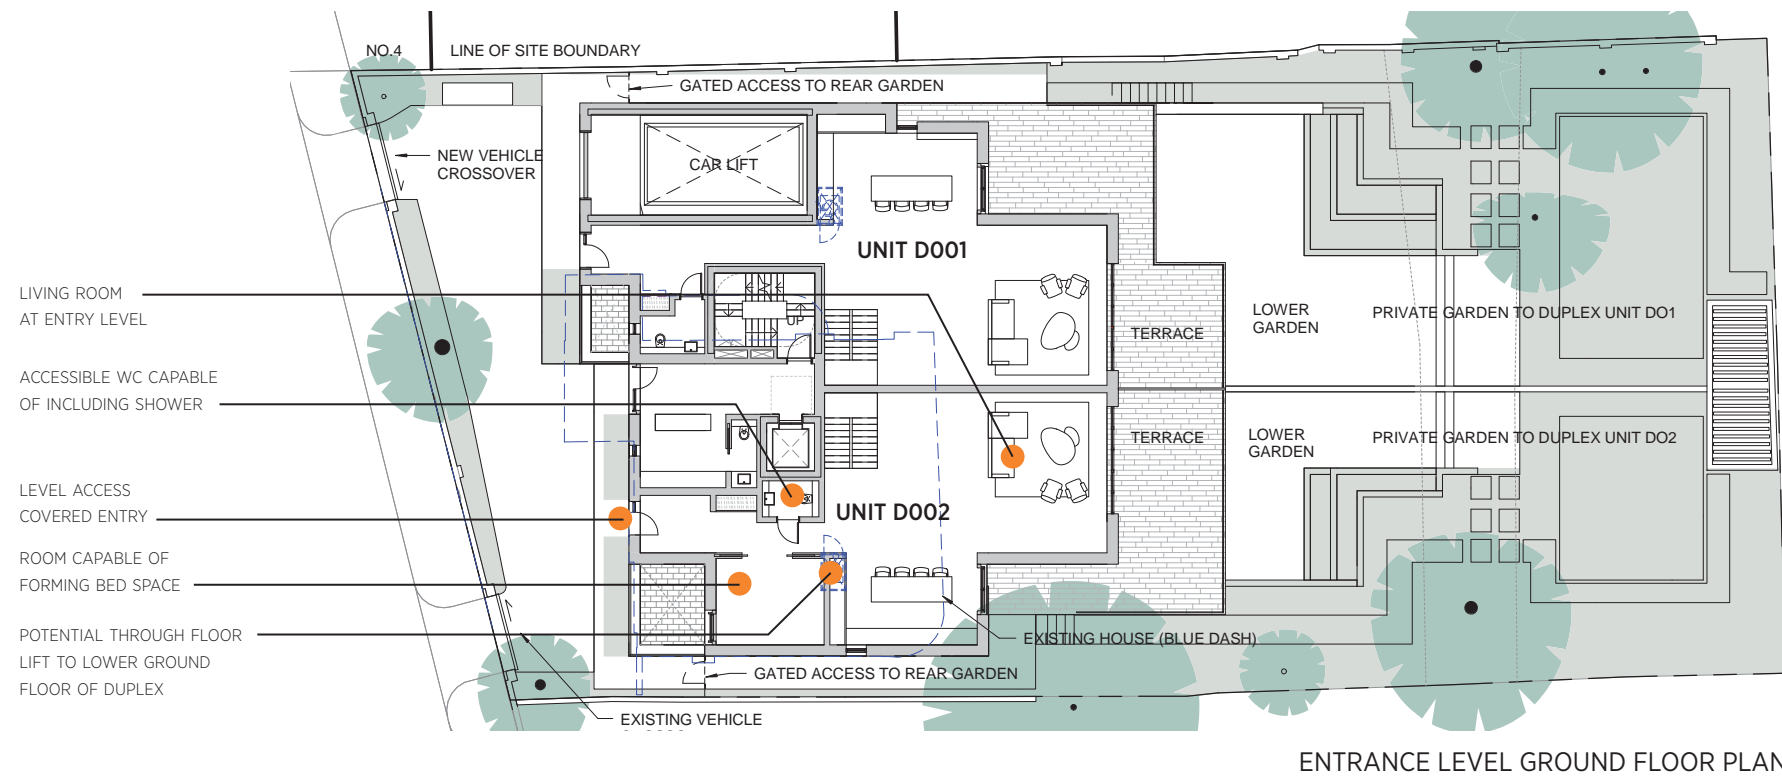 NO.4
LINE OF SITE BOUNDARY
GATED ACCESS TO REAR GARDEN
NEW VEHICLE
CROSSOVER
CAR LIFT
UNIT D001
UP
LIVING ROOM
AT ENTRY LEVEL
ACCESSIBLE WC CAPABLE
OF INCLUDING SHOWER
LEVEL ACCESS
COVERED ENTRY
ROOM CAPABLE OF
FORMING BED SPACE
POTENTIAL THROUGH FLOOR
LIFT TO LOWER GROUND
FLOOR OF DUPLEX
TERRACE
LOWER
GARDEN
PRIVATE GARDEN TO DUPLEX UNIT DO1
TERRACE
LOWER
GARDEN
PRIVATE GARDEN TO DUPLEX UNIT DO2
UNIT D002
EXISTING HOUSE (BLUE DASH)
GATED ACCESS TO REAR GARDEN
EXISTING VEHICLE
ENTRANCE LEVEL GROUND FLOOR PLAN